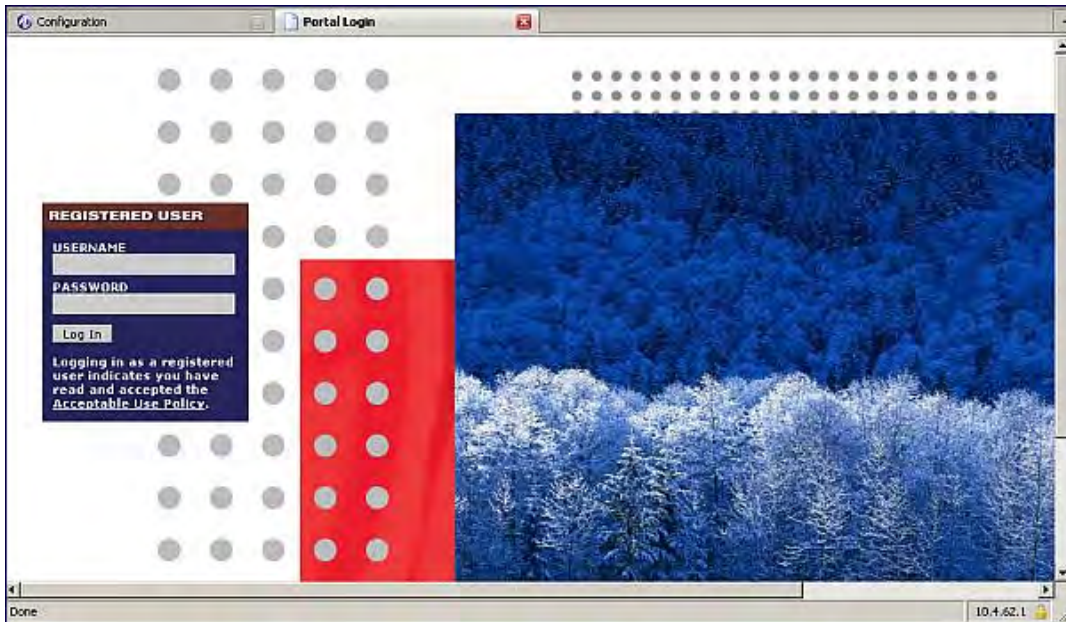 Configuration
Portal Login
REGISTERED USER
USERNAME
PASSWORD
Log In
Logging in as a registered
user indicates you have
read and accepted the
Acceptable Use Policy.
Done
10.4.62.1